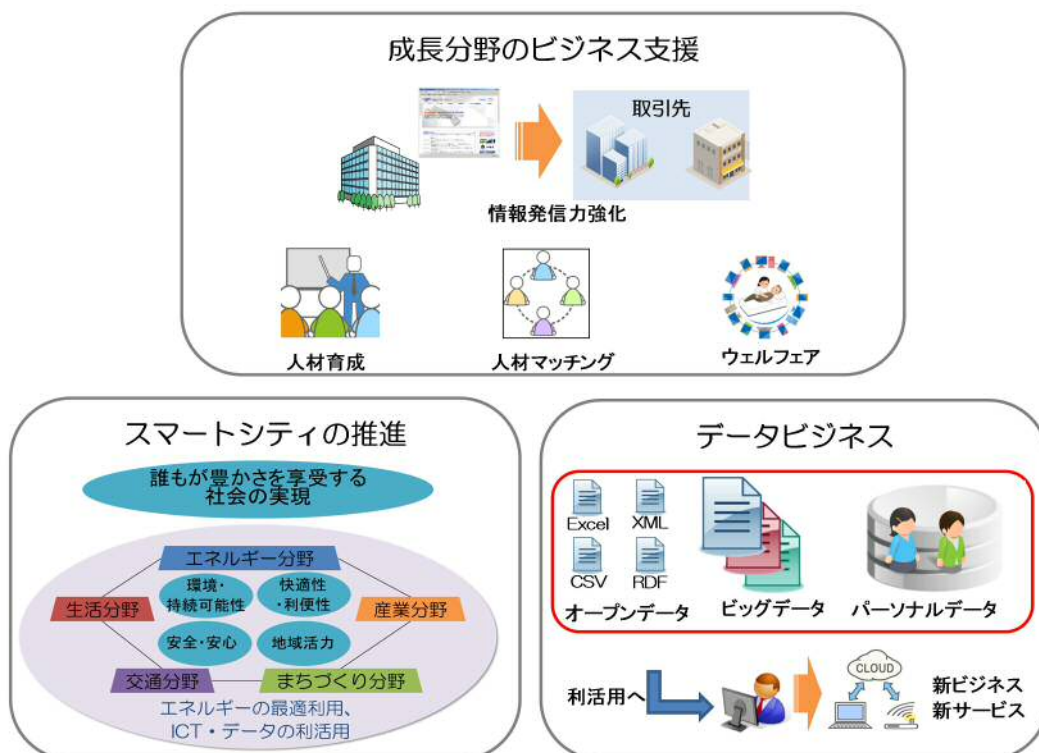 成長分野のビジネス支援
取引先
情報発信力強化
人材育成
人材マッチング
ウェルフェア
スマートシティの推進
誰もが豊かさを享受する
社会の実現
エネルギー分野
環境・
持続可能性
快適性
・利便性
生活分野
産業分野
安全・安心
地域活力
交通分野
まちづくり分野
エネルギーの最適利用、
ICT・データの利活用
データビジネス
Excel
XML
CSV
RDF
オープンデータ
ビッグデータ
パーソナルデータ
利活用へ
CLOUD
新ビジネス
新サービス